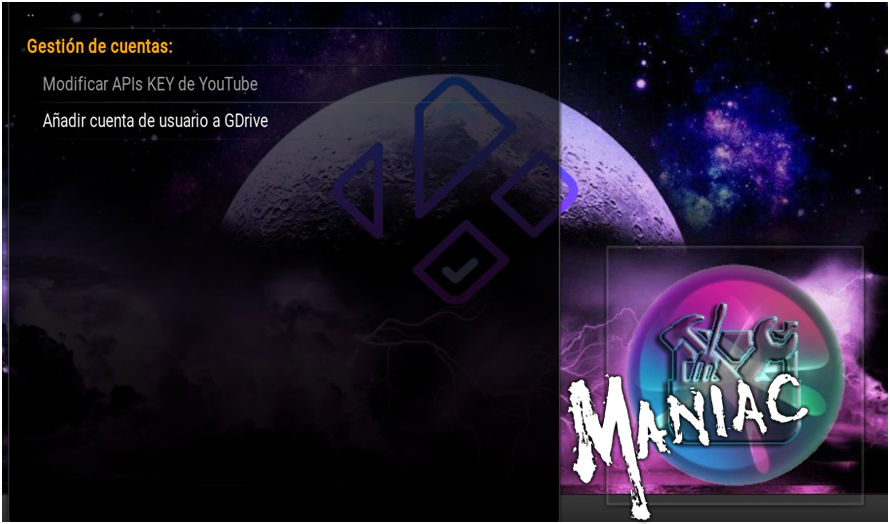 ..
Gestión de cuentas:
Modificar APIs KEY de YouTube
Añadir cuenta de usuario a GDrive
MANIAC